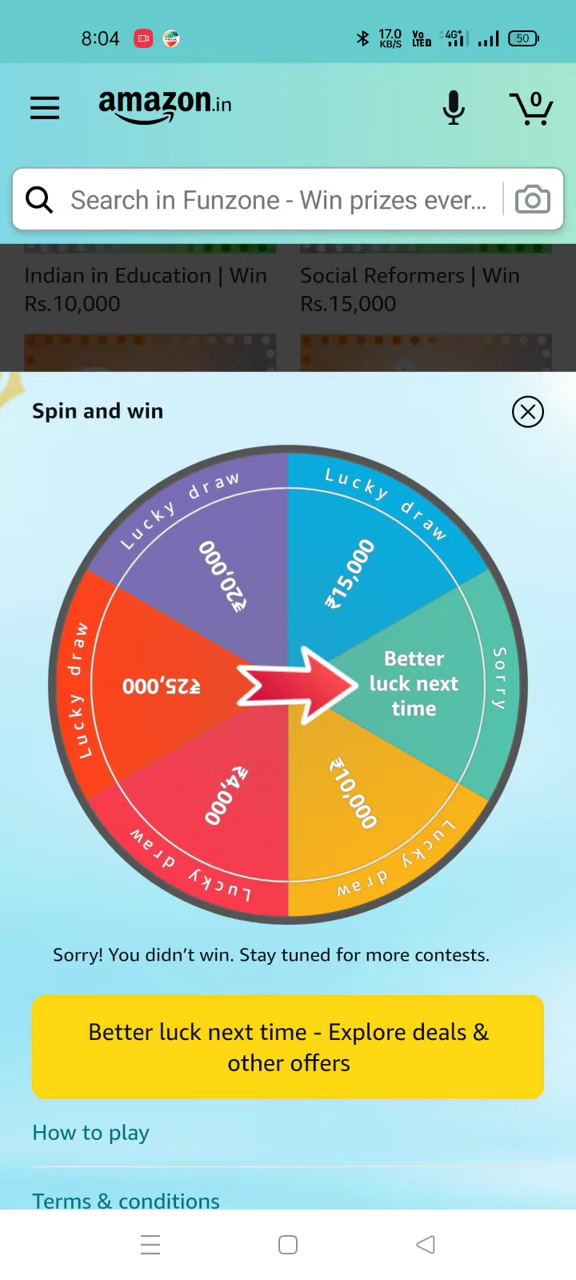 8:04
17.0
KB/S
Vo
LTED
4G+
50
amazon.in
0
Search in Funzone - Win prizes ever...
Indian in Education | Win
Rs.10,000
Social Reformers | Win
Rs.15,000
Spin and win
Lucky draw
₹20,000
Lucky draw
₹15,000
Lucky draw
₹25,000
Better
luck next
time
Sorry
₹4,000
Lucky draw
₹10,000
Lucky draw
Sorry! You didn’t win. Stay tuned for more contests.
Better luck next time - Explore deals &
other offers
How to play
Terms & conditions